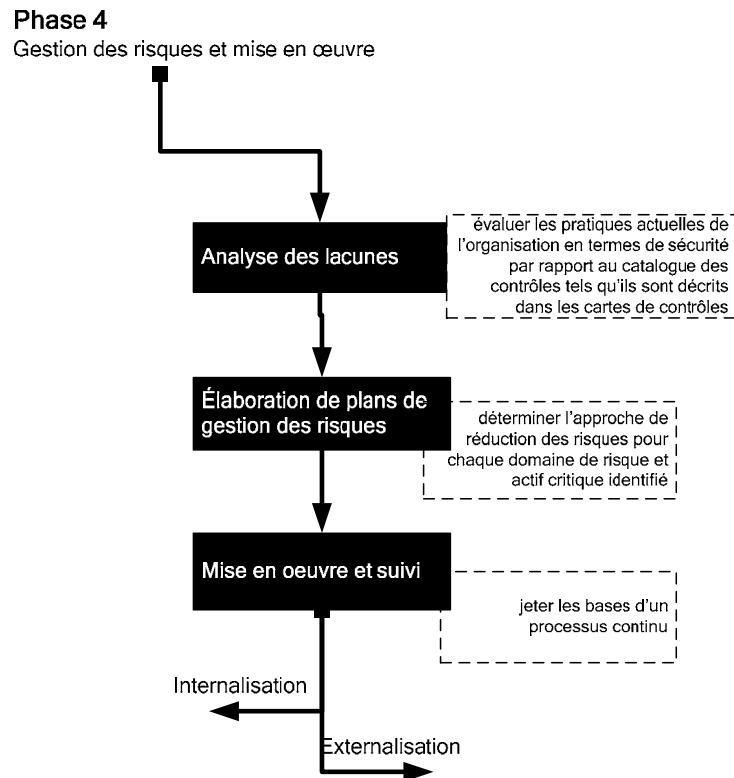 Phase 4
Gestion des risques et mise en œuvre
Analyse des lacunes
évaluer les pratiques actuelles de
l'organisation en termes de sécurité
par rapport au catalogue des
contrôles tels qu'ils sont décrits
dans les cartes de contrôles
Élaboration de plans de
gestion des risques
déterminer l'approche de
réduction des risques pour
chaque domaine de risque et
actif critique identifié
Mise en oeuvre et suivi
jeter les bases d'un
processus continu
Internalisation
Externalisation